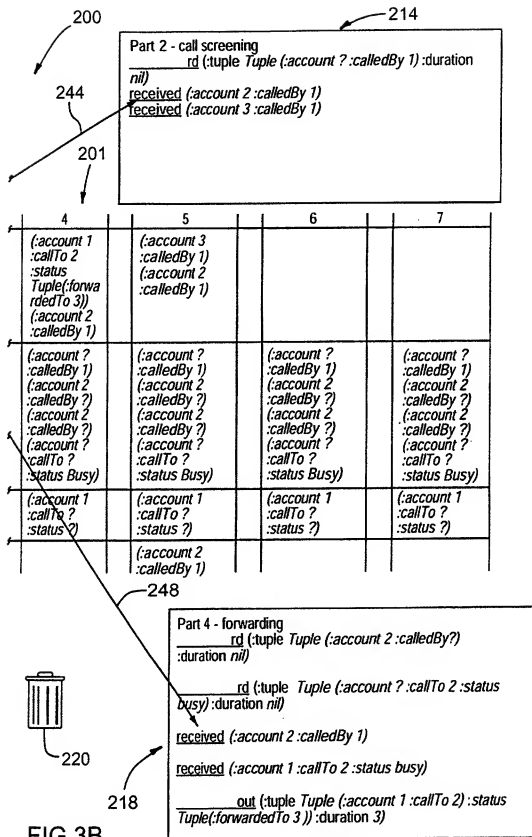 200
214
Part 2 - call screening
rd (:tuple Tuple (:account ? :calledBy 1) :duration
nil)
received (:account 2 :calledBy 1)
received (:account 3 :calledBy 1)
244
201
4 5 6 7
(:account 1
:callTo 2
:status
Tuple(:forwa
rdedTo 3))
(:account 2
:calledBy 1)
(:account 3
:calledBy 1)
(:account 2
:calledBy 1)
(:account ?
:calledBy 1)
(:account 2
:calledBy ?)
(:account 2
:calledBy ?)
(:account ?
:callTo ?
:status Busy)
(:account ?
:calledBy 1)
(:account 2
:calledBy ?)
(:account 2
:calledBy ?)
(:account ?
:callTo ?
:status Busy)
(:account ?
:calledBy 1)
(:account 2
:calledBy ?)
(:account 2
:calledBy ?)
(:account ?
:callTo ?
:status Busy)
(:account ?
:calledBy 1)
(:account 2
:calledBy ?)
(:account 2
:calledBy ?)
(:account ?
:callTo ?
:status Busy)
(:account 1
:callTo ?
:status ?)
(:account 1
:callTo ?
:status ?)
(:account 1
:callTo ?
:status ?)
(:account 1
:callTo ?
:status ?)
(:account 2
:calledBy 1)
248
Part 4 - forwarding
rd (:tuple Tuple (:account 2 :calledBy?)
:duration nil)
rd (:tuple Tuple (:account ? :callTo 2 :status
busy) :duration nil)
received (:account 2 :calledBy 1)
received (:account 1 :callTo 2 :status busy)
out (:tuple Tuple (:account 1 :callTo 2) :status
Tuple(:forwardedTo 3 )) :duration 3)
220
218
FIG 3B